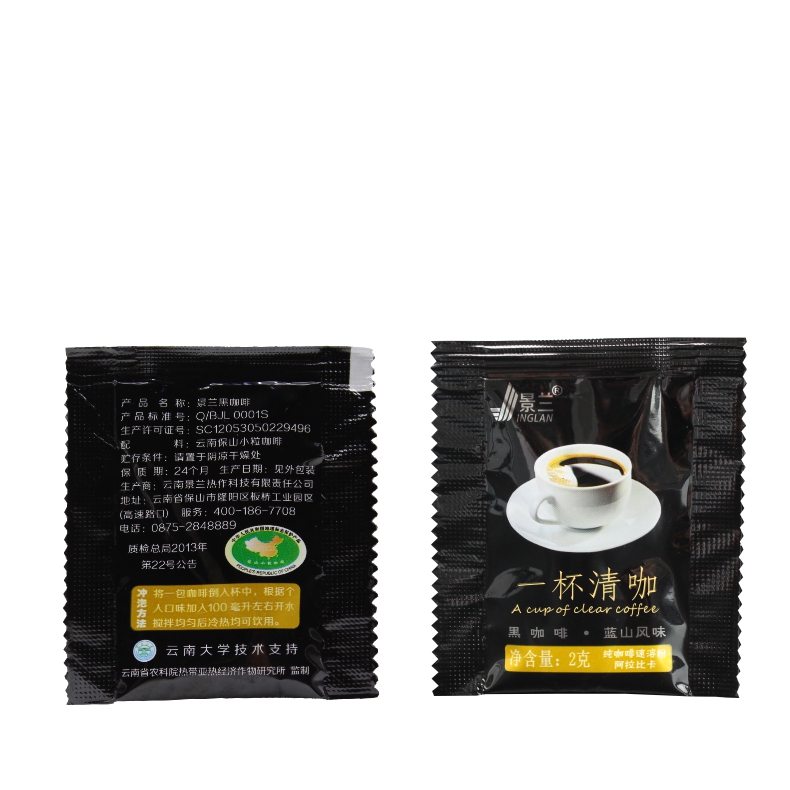 产品名称：景兰黑咖啡
产品标准号：Q/BJL 0001S
生产许可证号：SC12053050229496
配料：云南保山小粒咖啡
贮存条件：请置于阴凉干燥处
保质期：24个月 生产日期：见外包装
生产商：云南景兰热作科技有限责任公司
地址：云南省保山市隆阳区板桥工业园区
(高速路口) 服务：400-186-7708
电话：0875-2848889
质检总局2013年
第22号公告
PEOPLE'S REPUBLIC OF CHINA
冲泡方法
将一包咖啡倒入杯中，根据个
人口味加入100毫升左右开水
搅拌均匀后冷热均可饮用。
云南大学技术支持
云南省农科院热带亚热经济作物研究所 监制
景兰®
JINGLAN
一杯清咖
A cup of clear coffee
黑咖啡·蓝山风味
净含量：2克
纯咖啡速溶粉
阿拉比卡